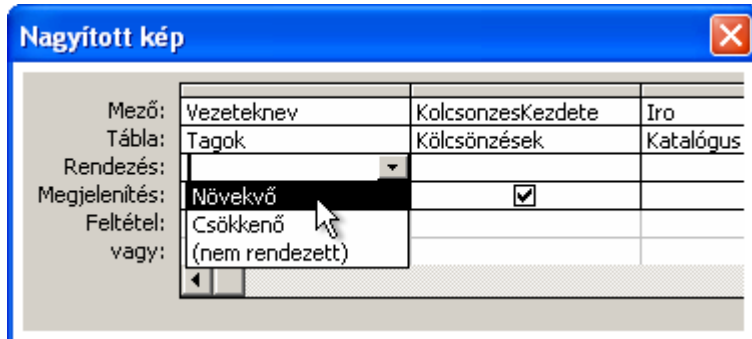 Nagyított kép
Mező: Vezeteknev KolcsonzesKezdete Iro
Tábla: Tagok Kölcsönzések Katalógus
Rendezés:
Megjelenítés: Növekvő
Feltétel: Csökkenő
vagy: (nem rendezett)